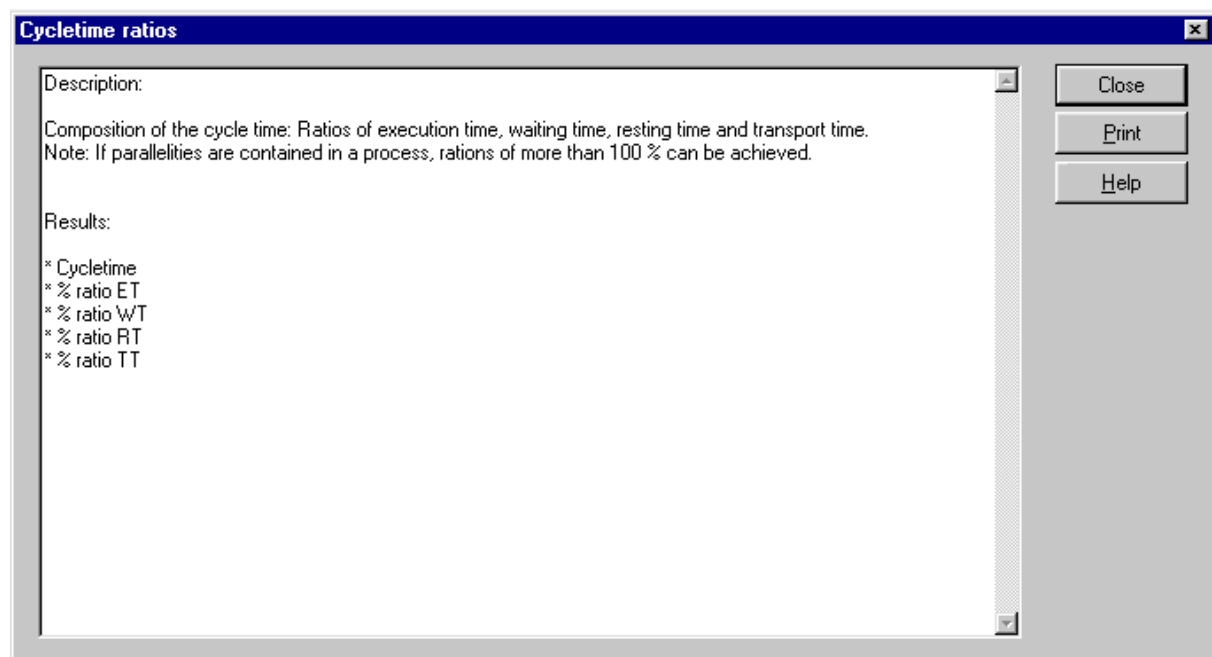 Cycletime ratios
Description:
Composition of the cycle time: Ratios of execution time, waiting time, resting time and transport time.
Note: If parallelities are contained in a process, rations of more than 100 % can be achieved.
Results:
* Cycletime
* % ratio ET
* % ratio WT
* % ratio RT
* % ratio TT
Close
Print
Help